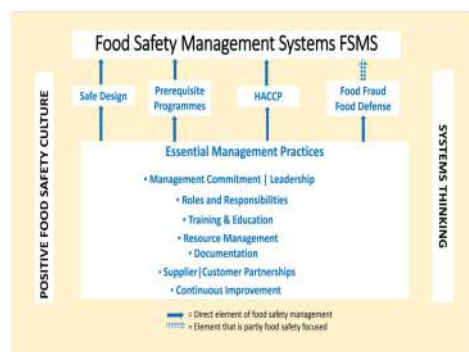 Food Safety Management Systems FSMS
Safe Design
Prerequisite
Programmes
HACCP
Food Fraud
Food Defense
POSITIVE FOOD SAFETY CULTURE
Essential Management Practices
• Management Commitment | Leadership
• Roles and Responsibilities
• Training & Education
• Resource Management
• Documentation
• Supplier|Customer Partnerships
• Continuous Improvement
SYSTEMS THINKING
= Direct element of food safety management
= Element that is partly food safety focused